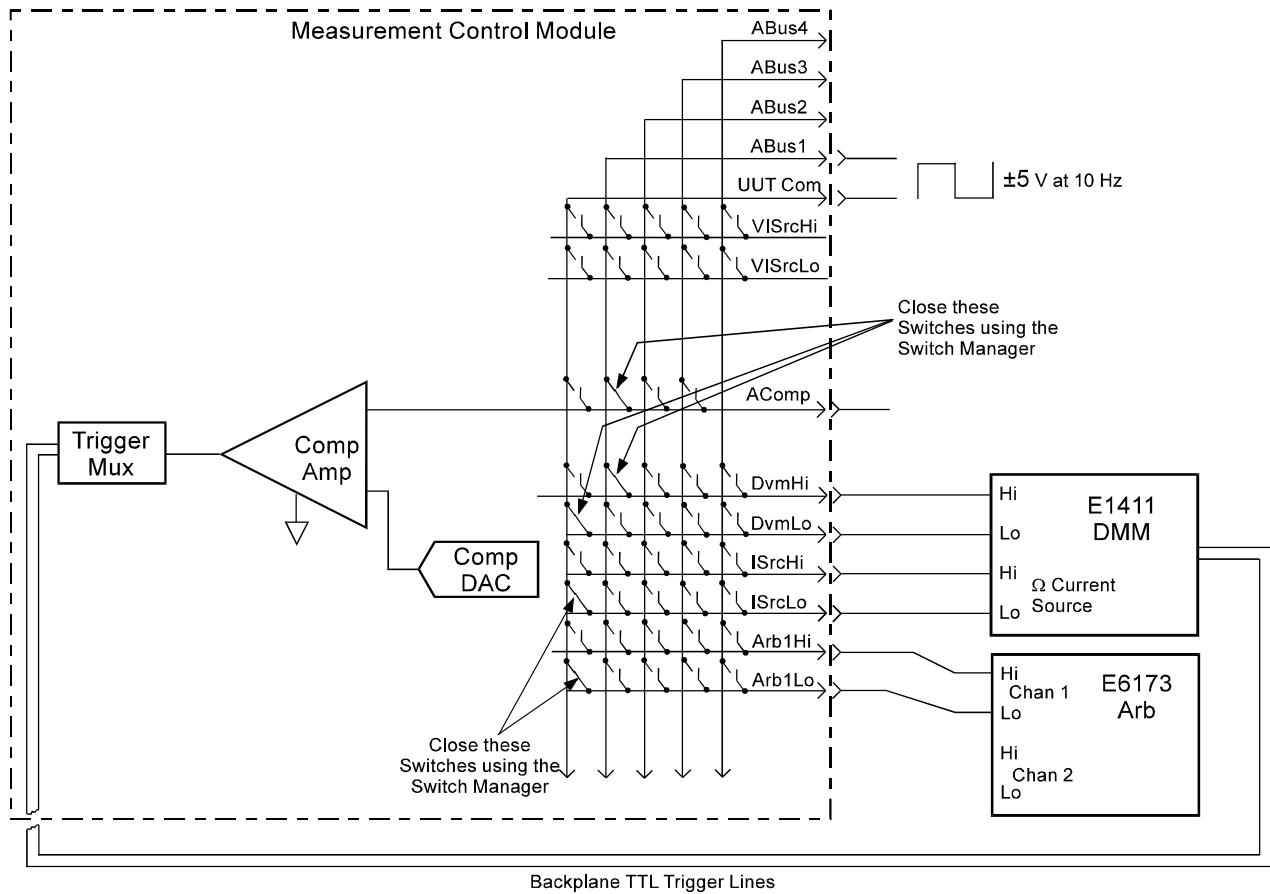 Measurement Control Module
ABus4
ABus3
ABus2
ABus1
UUT Com
±5 V at 10 Hz
VISrcHi
VISrcLo
Close these
Switches using the
Switch Manager
AComp
Trigger
Mux
Comp
Amp
Comp
DAC
DvmHi
DvmLo
ISrcHi
ISrcLo
Arb1Hi
Arb1Lo
Hi
Lo
Hi
Lo
E1411
DMM
Ω Current
Source
Hi
Chan 1
Lo
E6173
Arb
Hi
Chan 2
Lo
Close these
Switches using the
Switch Manager
Backplane TTL Trigger Lines